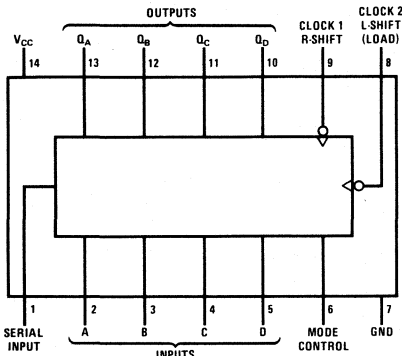 OUTPUTS
CLOCK 1
R-SHIFT
CLOCK 2
L-SHIFT
(LOAD)
VCC QA QB QC QD
14 13 12 11 10 9 8
1 2 3 4 5 6 7
SERIAL
INPUT
A B C D
MODE
CONTROL
GND
INPUTS